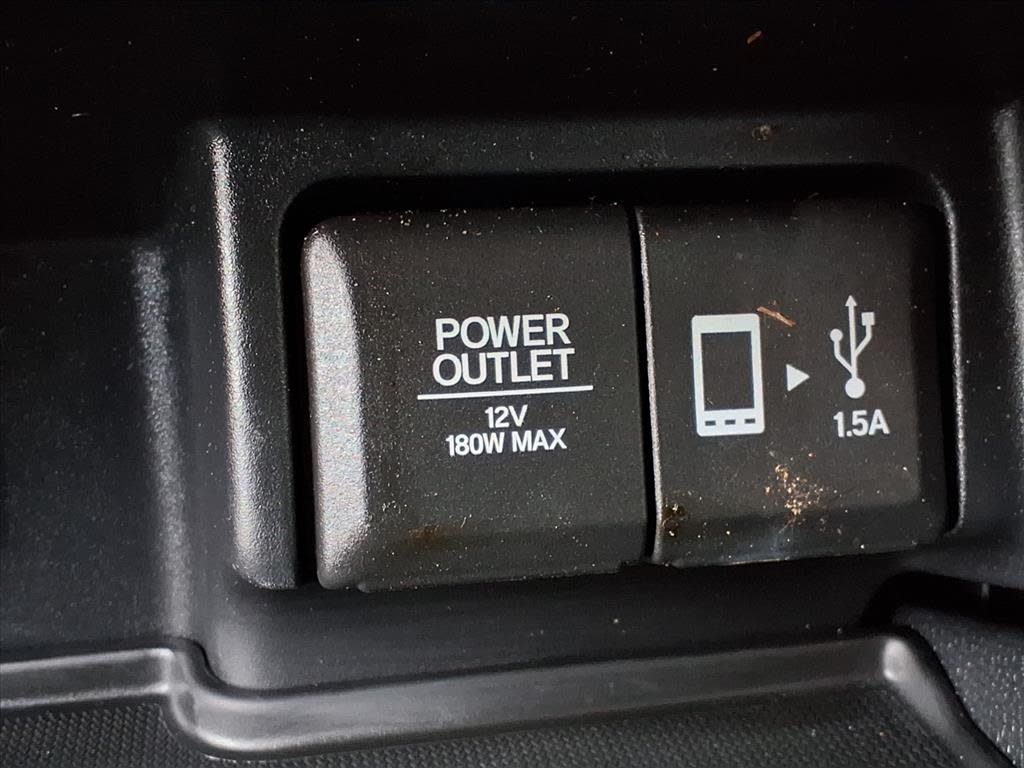 POWER
OUTLET
12V
180W MAX
1.5A